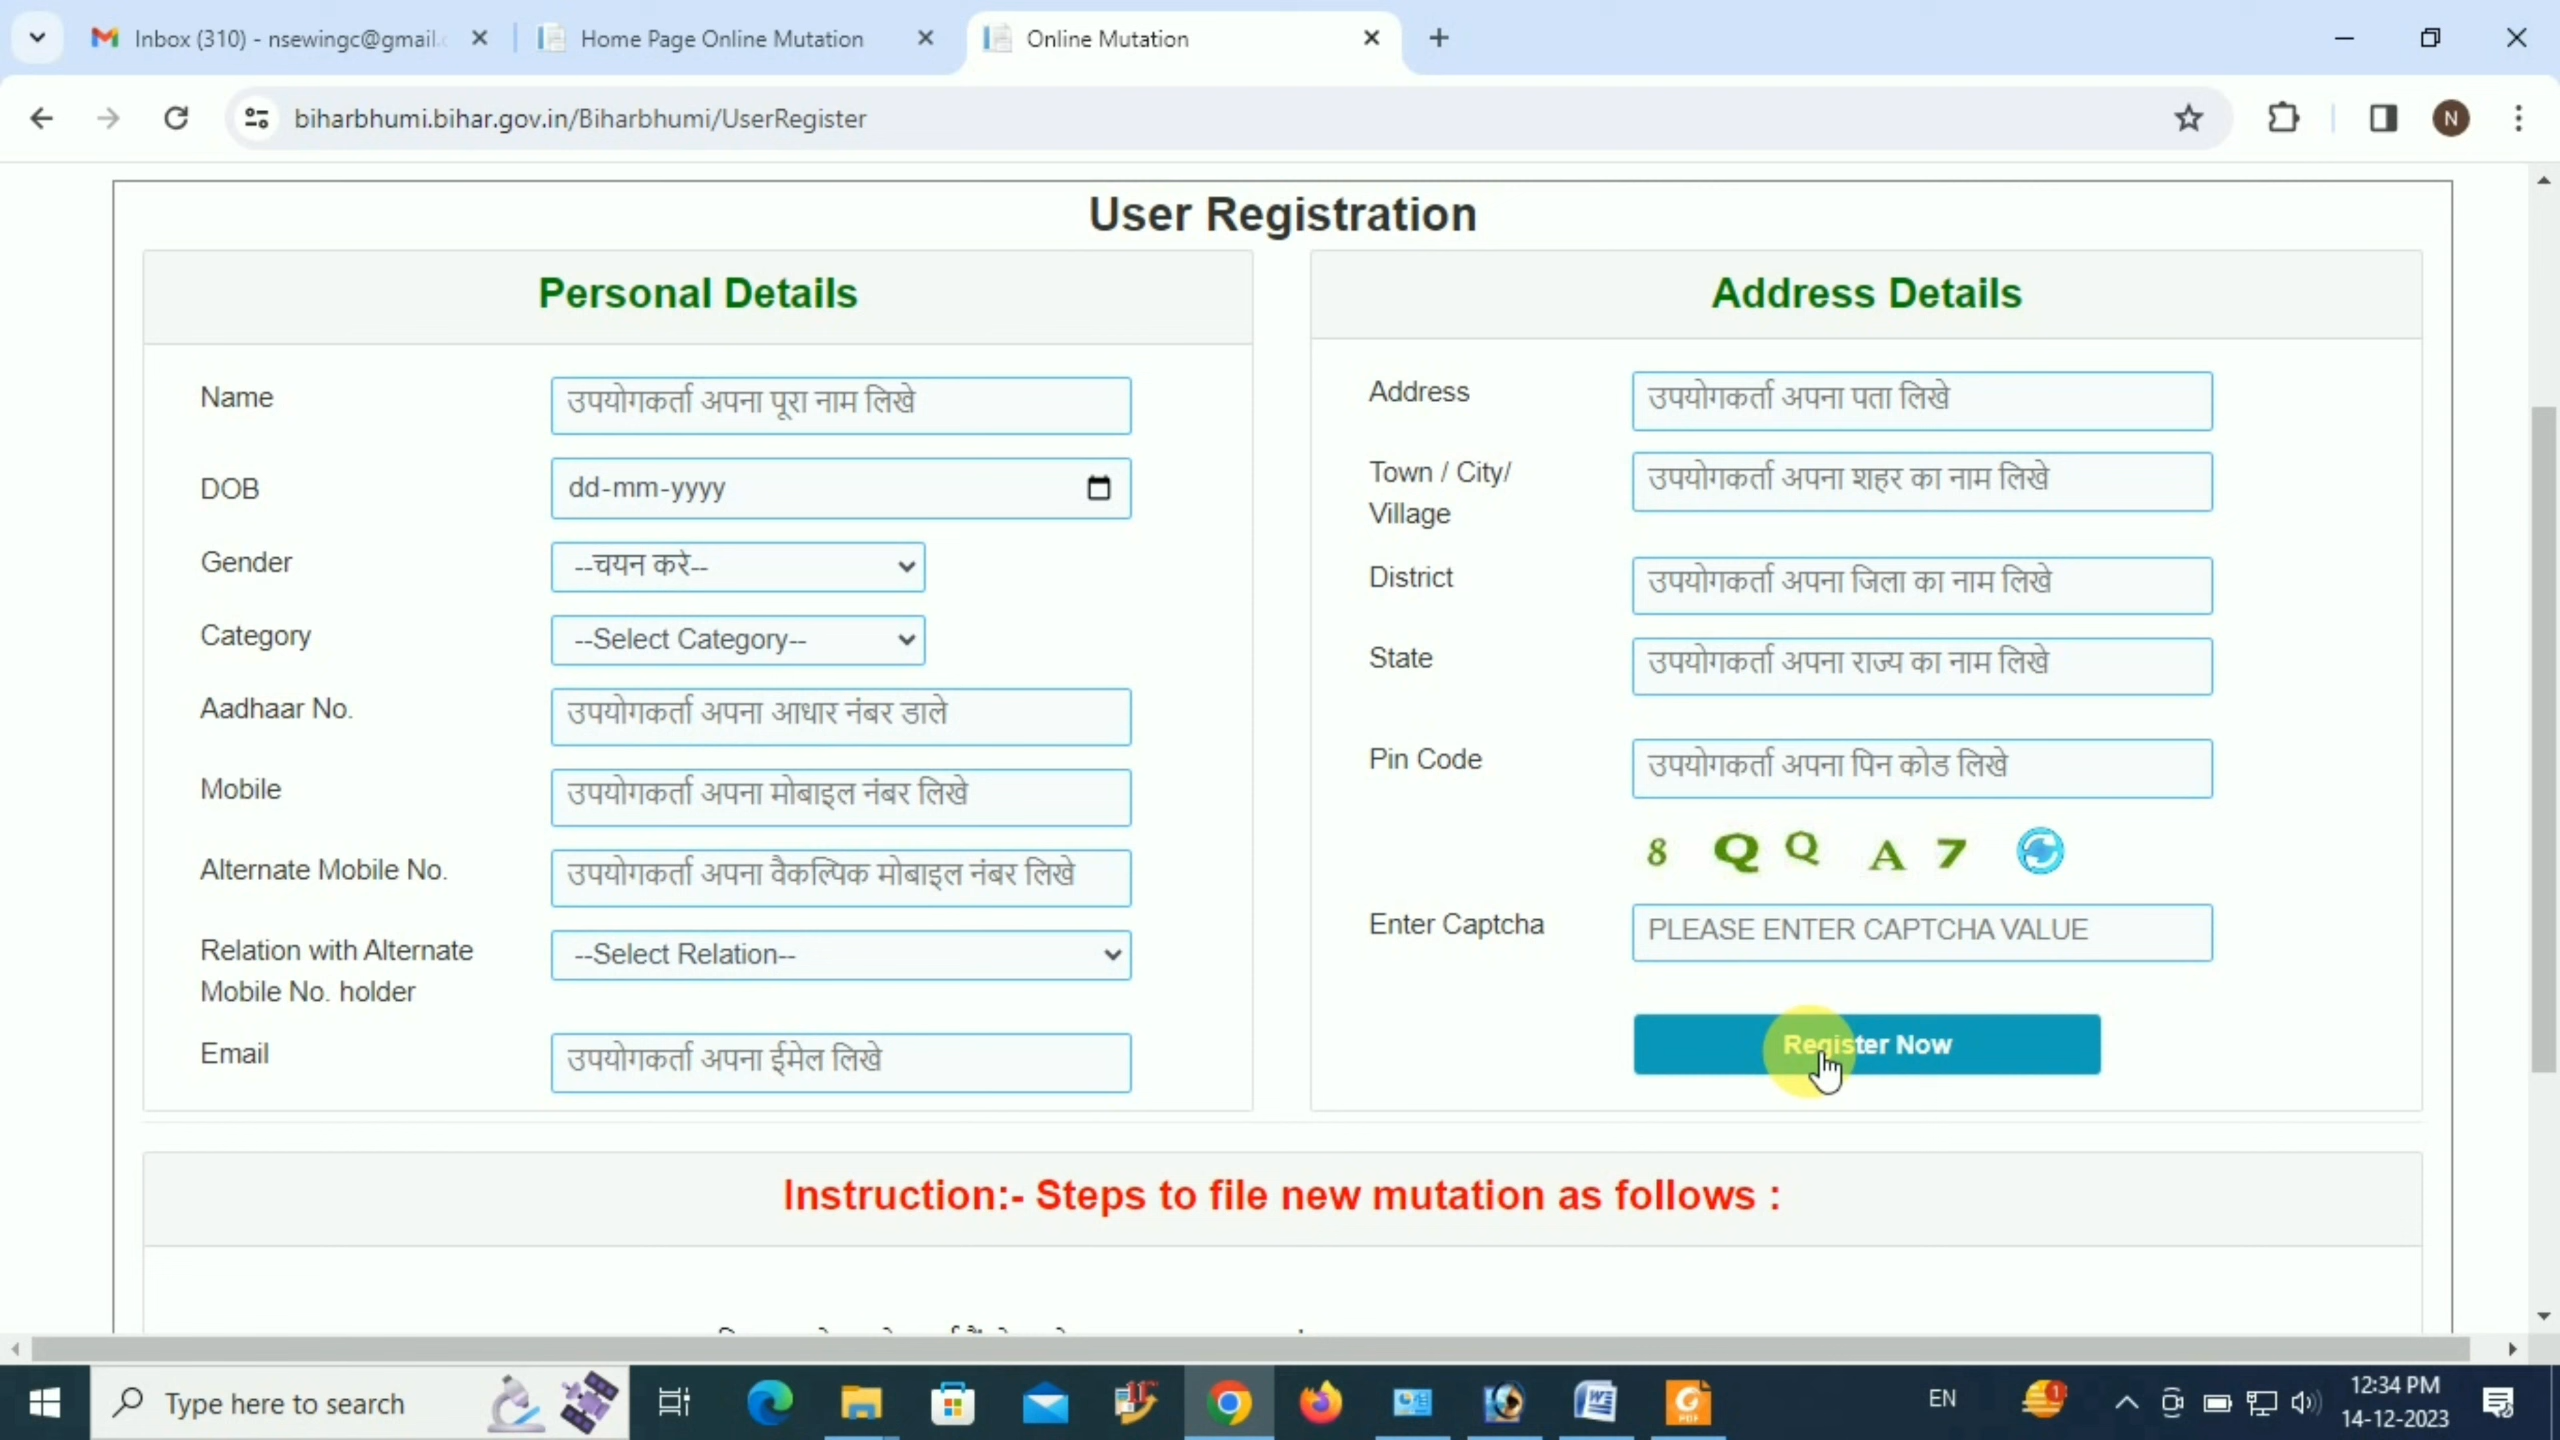 Inbox (310) - nsewingc@gmail.
Home Page Online Mutation
Online Mutation
biharbhumi.bihar.gov.in/Biharbhumi/UserRegister
N
User Registration
Personal Details
Name
उपयोगकर्ता अपना पूरा नाम लिखे
DOB
dd-mm-yyyy
Gender
--चयन करे--
Category
--Select Category--
Aadhaar No.
उपयोगकर्ता अपना आधार नंबर डाले
Mobile
उपयोगकर्ता अपना मोबाइल नंबर लिखे
Alternate Mobile No.
उपयोगकर्ता अपना वैकल्पिक मोबाइल नंबर लिखे
Relation with Alternate
Mobile No. holder
--Select Relation--
Email
उपयोगकर्ता अपना ईमेल लिखे
Address Details
Address
उपयोगकर्ता अपना पता लिखे
Town / City/
Village
उपयोगकर्ता अपना शहर का नाम लिखे
District
उपयोगकर्ता अपना जिला का नाम लिखे
State
उपयोगकर्ता अपना राज्य का नाम लिखे
Pin Code
उपयोगकर्ता अपना पिन कोड लिखे
8 Q Q A 7
Enter Captcha
PLEASE ENTER CAPTCHA VALUE
Register Now
Instruction:- Steps to file new mutation as follows :
Type here to search
EN
1
12:34 PM
14-12-2023